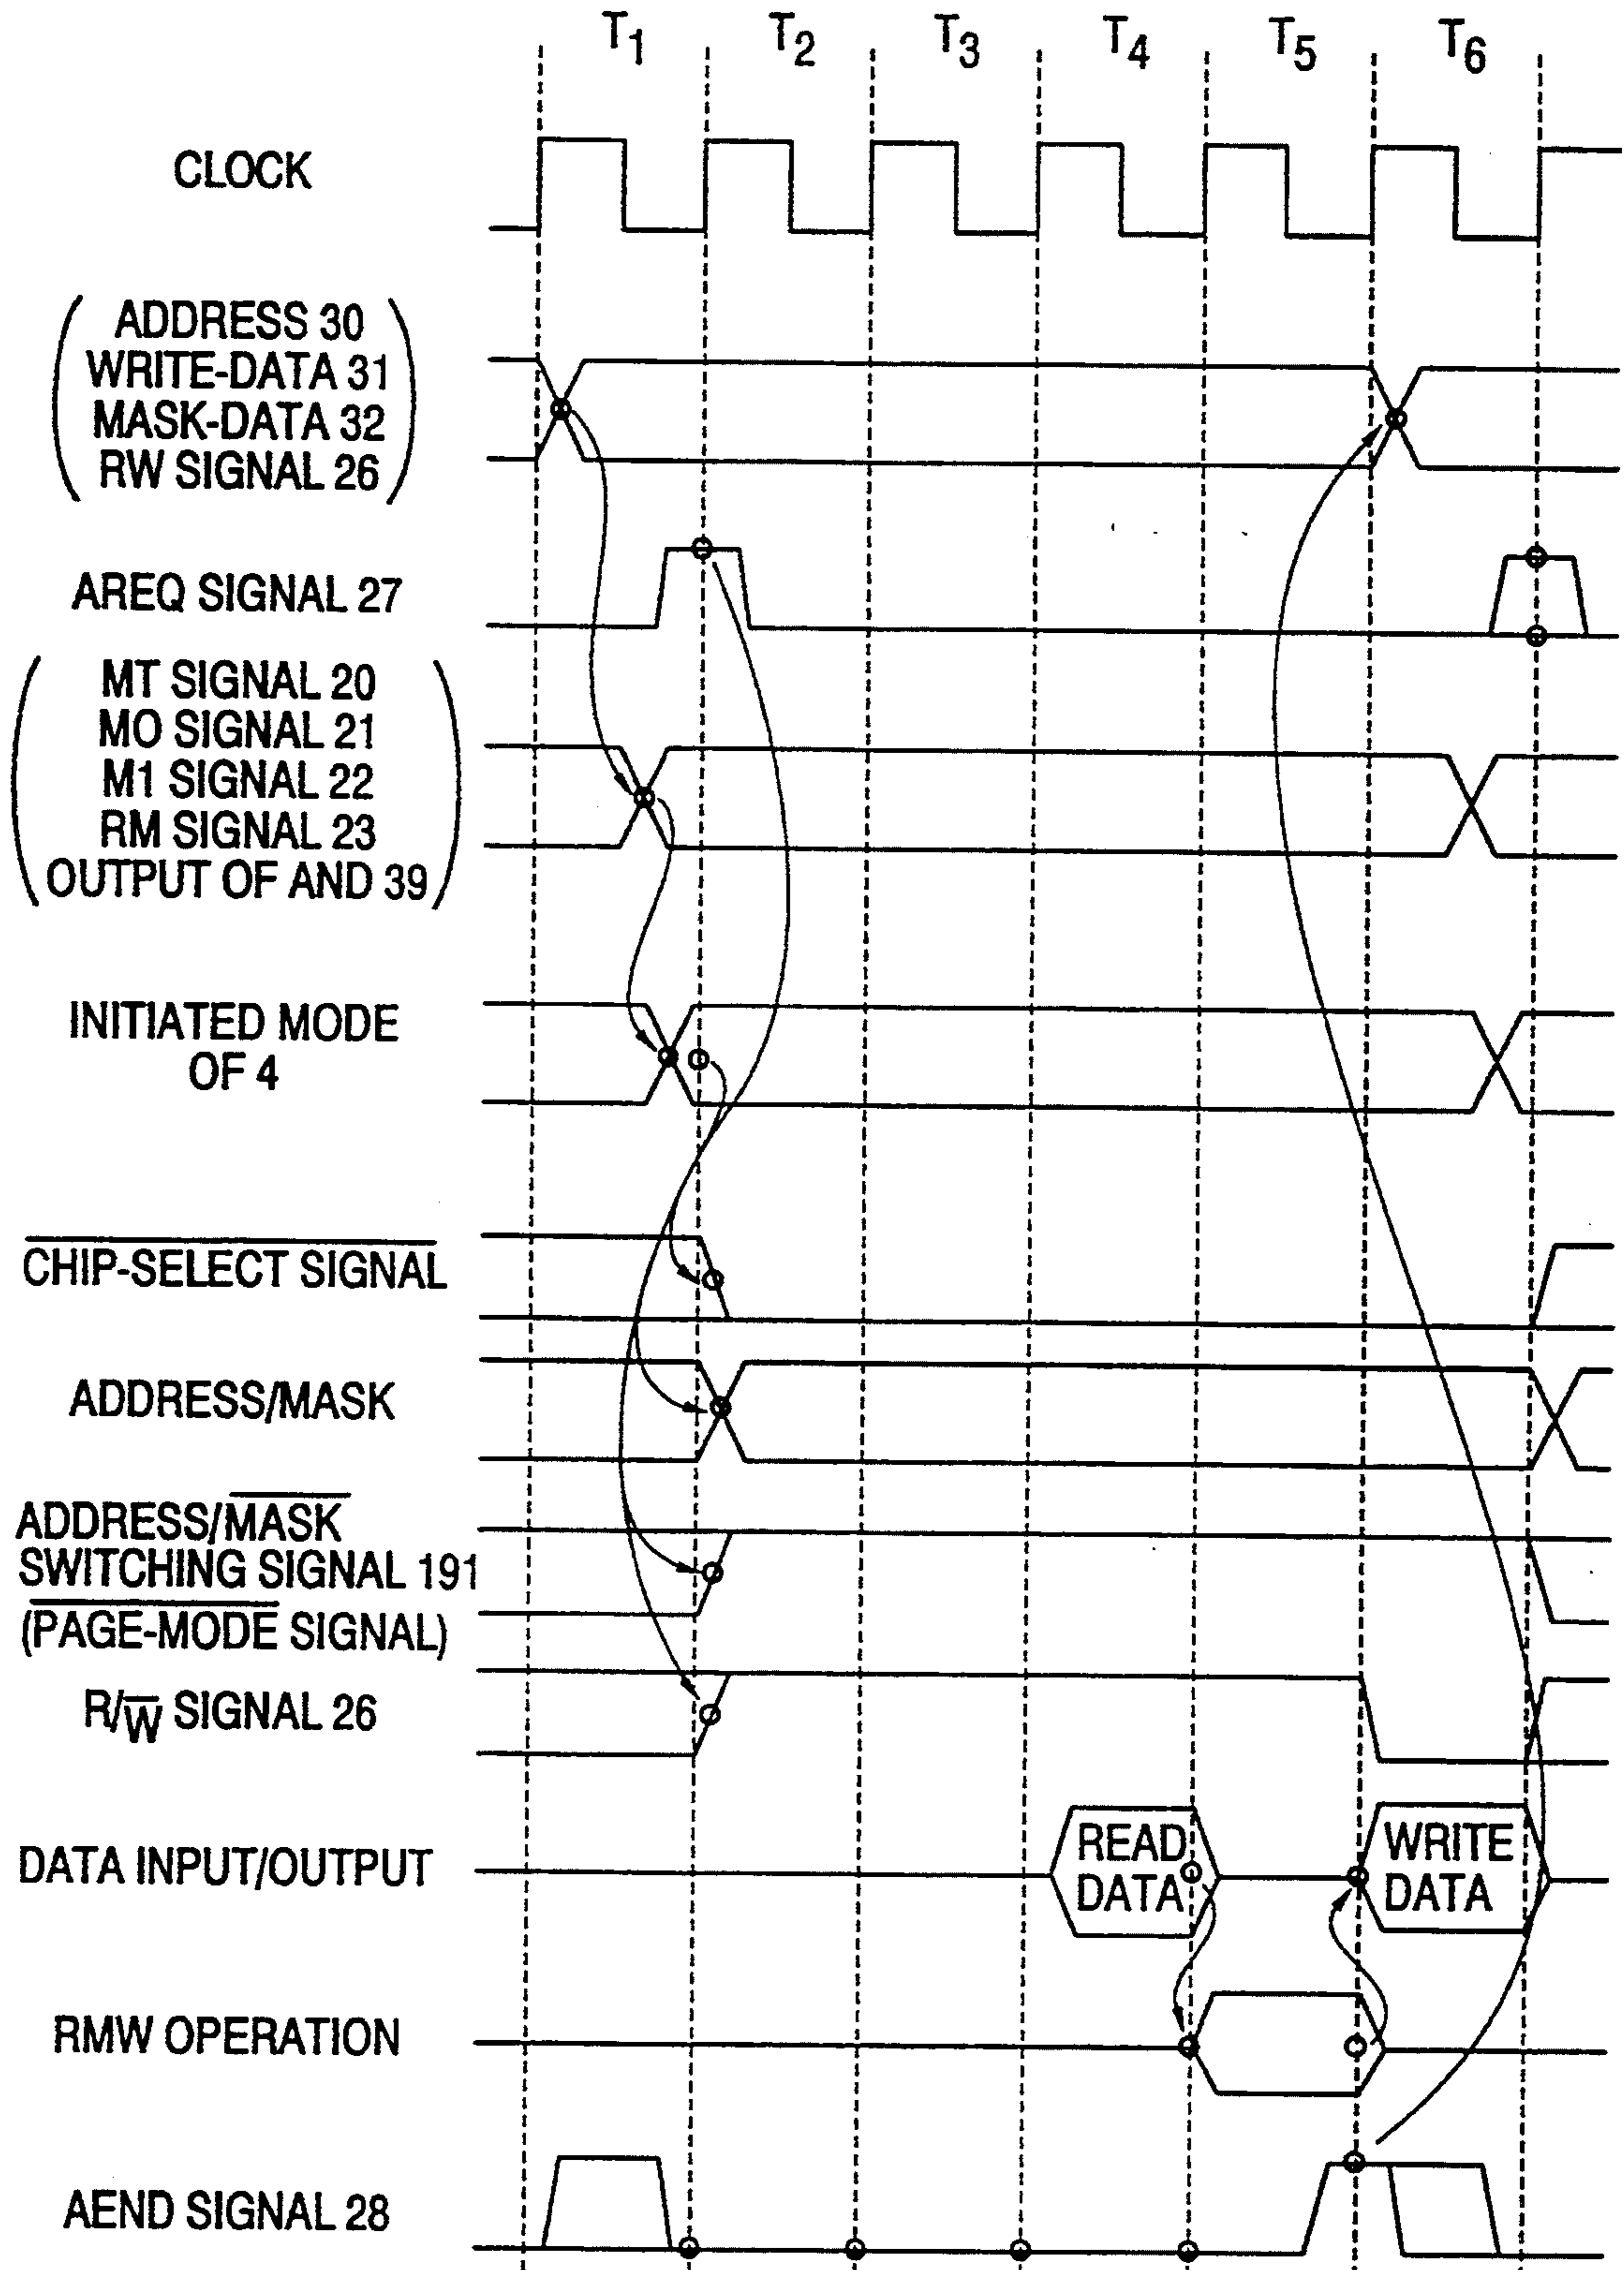 T1 T2 T3 T4 T5 T6
CLOCK
ADDRESS 30
WRITE-DATA 31
MASK-DATA 32
RW SIGNAL 26
AREQ SIGNAL 27
MT SIGNAL 20
MO SIGNAL 21
M1 SIGNAL 22
RM SIGNAL 23
OUTPUT OF AND 39
INITIATED MODE
OF 4
CHIP-SELECT SIGNAL
ADDRESS/MASK
ADDRESS/MASK
SWITCHING SIGNAL 191
(PAGE-MODE SIGNAL)
R/W SIGNAL 26
DATA INPUT/OUTPUT
READ
DATA
WRITE
DATA
RMW OPERATION
AEND SIGNAL 28